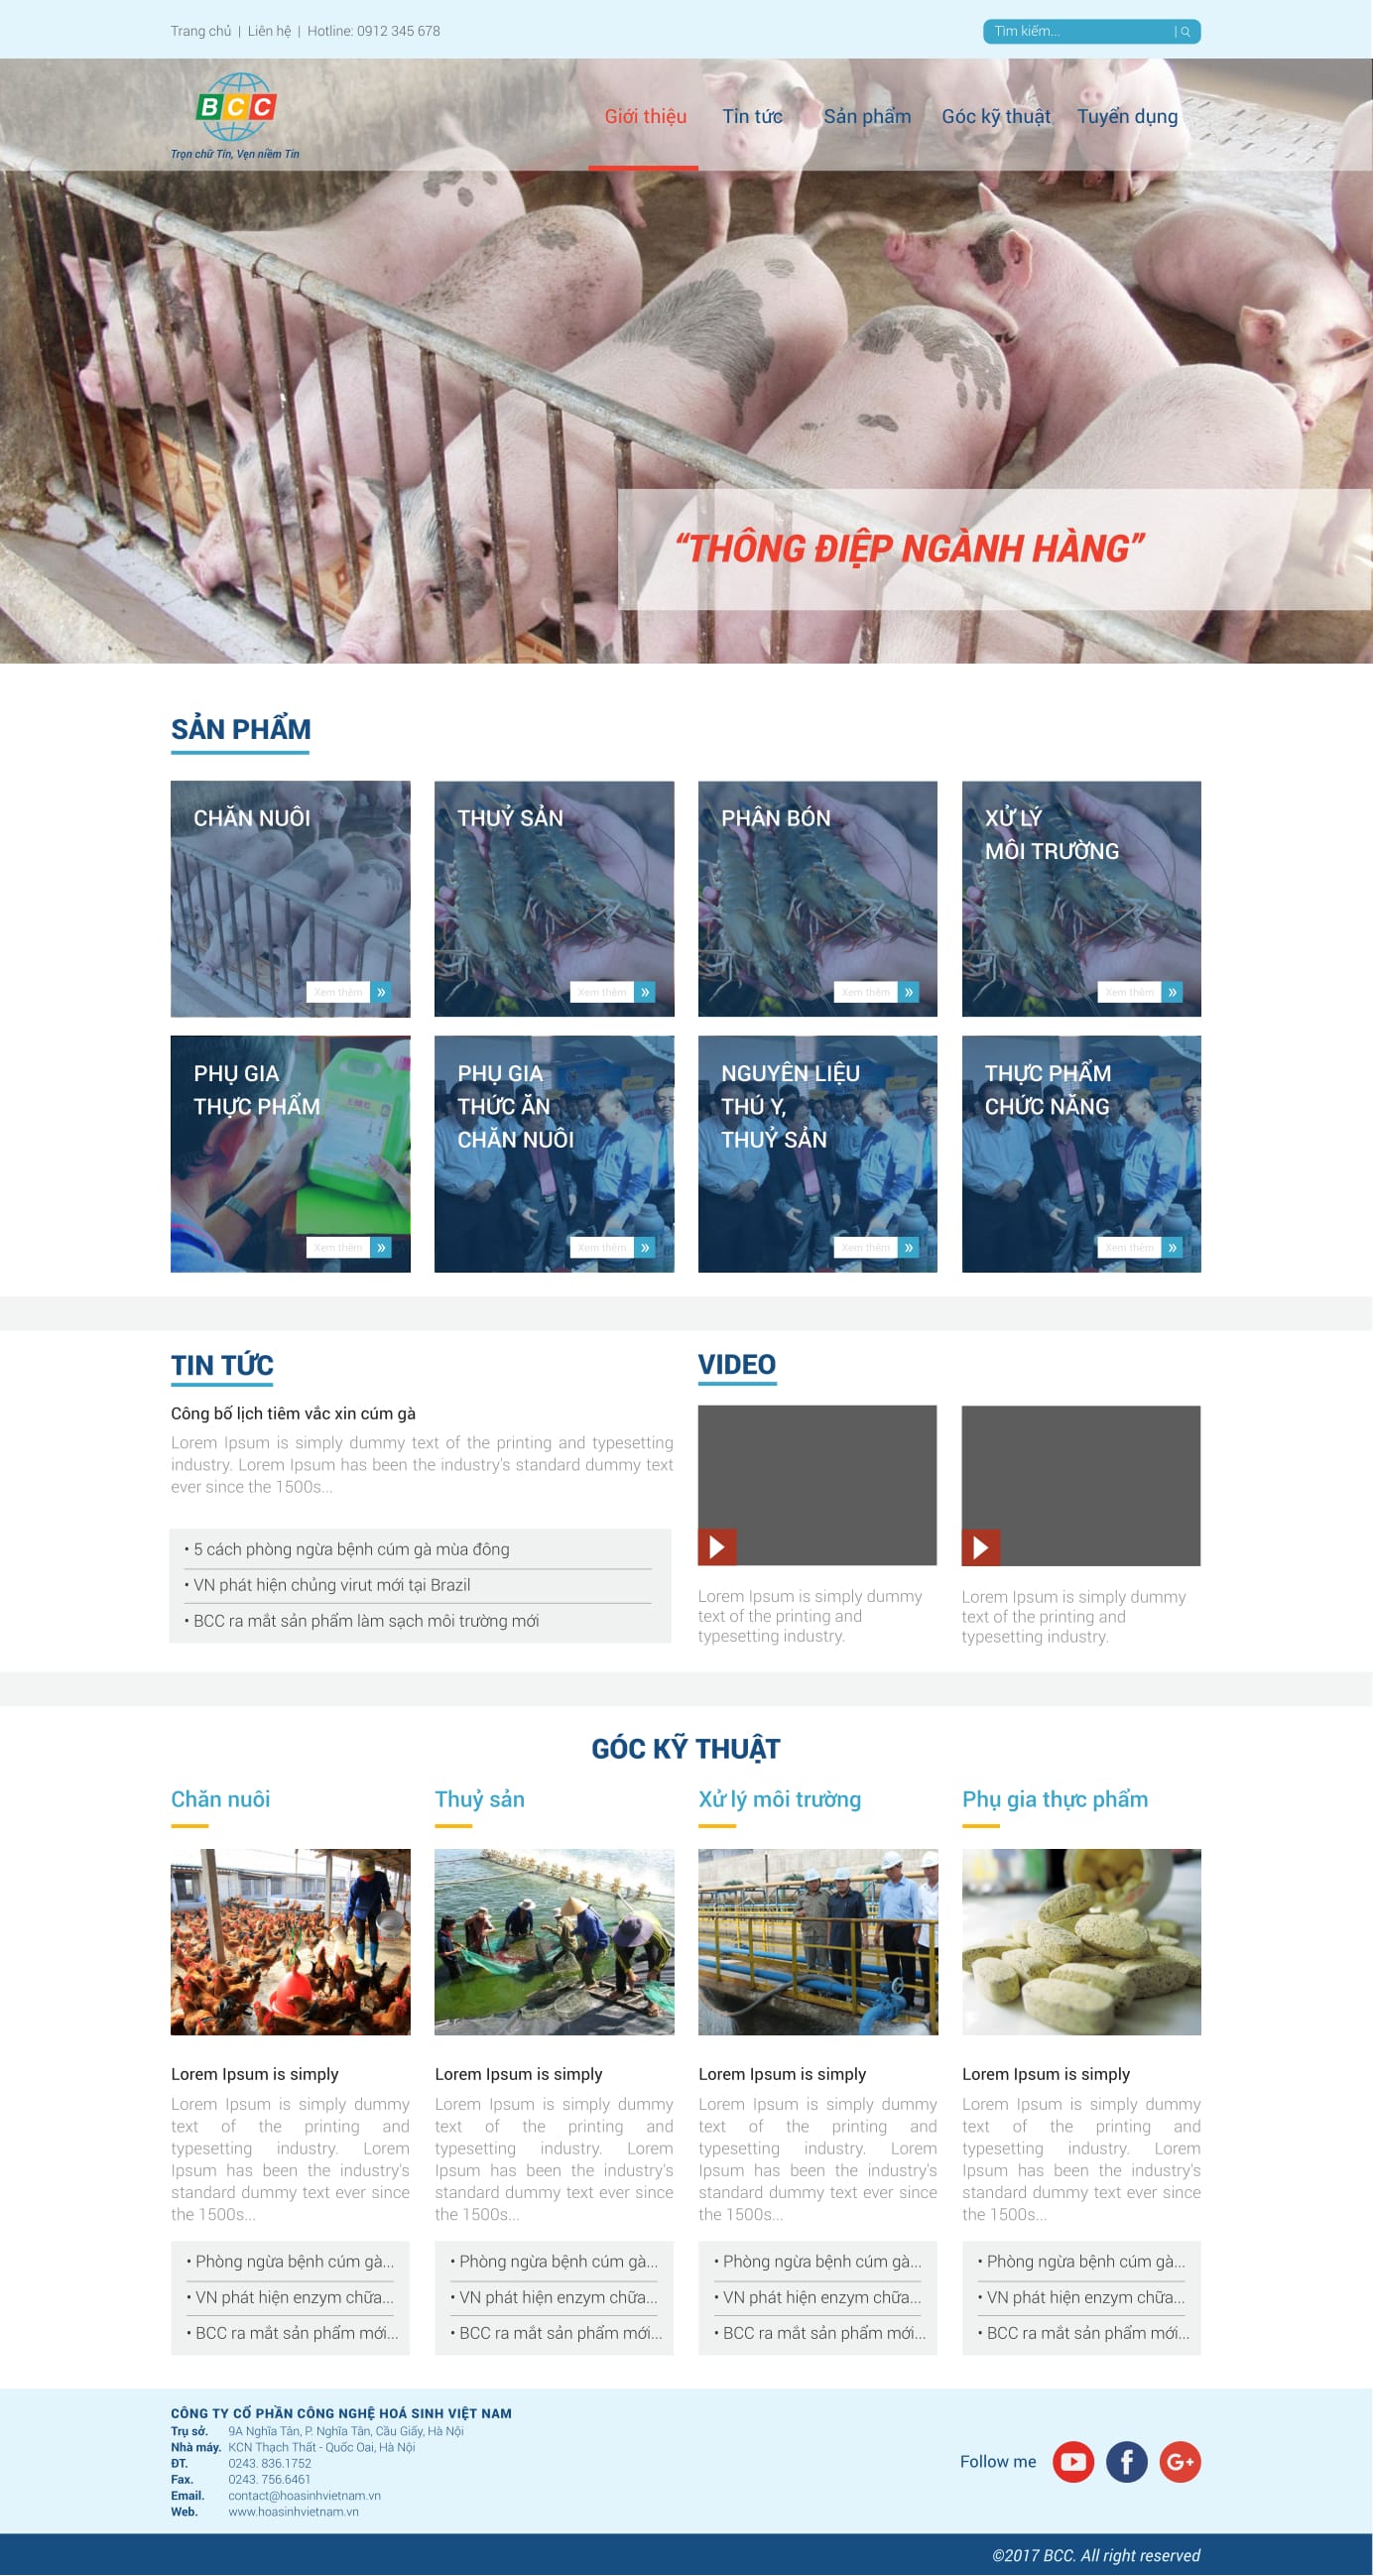 Trang chủ | Liên hệ | Hotline: 0912 345 678
Tìm kiếm...
BCC
Trọn chữ Tín, Vẹn niềm Tin
Giới thiệu
Tin tức
Sản phẩm
Góc kỹ thuật
Tuyển dụng
“THÔNG ĐIỆP NGÀNH HÀNG”
SẢN PHẨM
CHĂN NUÔI
Xem thêm »
THUỶ SẢN
Xem thêm »
PHÂN BÓN
Xem thêm »
XỬ LÝ
MÔI TRƯỜNG
Xem thêm »
PHỤ GIA
THỰC PHẨM
EMC
Xem thêm »
PHỤ GIA
THỨC ĂN
CHĂN NUÔI
Xem thêm »
NGUYÊN LIỆU
THÚ Y,
THUỶ SẢN
Xem thêm »
THỰC PHẨM
CHỨC NĂNG
Xem thêm »
TIN TỨC
Công bố lịch tiêm vắc xin cúm gà
Lorem Ipsum is simply dummy text of the printing and typesetting
industry. Lorem Ipsum has been the industry's standard dummy text
ever since the 1500s...
• 5 cách phòng ngừa bệnh cúm gà mùa đông
• VN phát hiện chủng virut mới tại Brazil
• BCC ra mắt sản phẩm làm sạch môi trường mới
VIDEO
Lorem Ipsum is simply dummy
text of the printing and
typesetting industry.
Lorem Ipsum is simply dummy
text of the printing and
typesetting industry.
GÓC KỸ THUẬT
Chăn nuôi
Lorem Ipsum is simply
Lorem Ipsum is simply dummy
text of the printing and
typesetting industry. Lorem
Ipsum has been the industry's
standard dummy text ever since
the 1500s...
• Phòng ngừa bệnh cúm gà...
• VN phát hiện enzym chữa...
• BCC ra mắt sản phẩm mới...
Thuỷ sản
Lorem Ipsum is simply
Lorem Ipsum is simply dummy
text of the printing and
typesetting industry. Lorem
Ipsum has been the industry's
standard dummy text ever since
the 1500s...
• Phòng ngừa bệnh cúm gà...
• VN phát hiện enzym chữa...
• BCC ra mắt sản phẩm mới...
Xử lý môi trường
Lorem Ipsum is simply
Lorem Ipsum is simply dummy
text of the printing and
typesetting industry. Lorem
Ipsum has been the industry's
standard dummy text ever since
the 1500s...
• Phòng ngừa bệnh cúm gà...
• VN phát hiện enzym chữa...
• BCC ra mắt sản phẩm mới...
Phụ gia thực phẩm
Lorem Ipsum is simply
Lorem Ipsum is simply dummy
text of the printing and
typesetting industry. Lorem
Ipsum has been the industry's
standard dummy text ever since
the 1500s...
• Phòng ngừa bệnh cúm gà...
• VN phát hiện enzym chữa...
• BCC ra mắt sản phẩm mới...
CÔNG TY CỔ PHẦN CÔNG NGHỆ HOÁ SINH VIỆT NAM
Trụ sở. 9A Nghĩa Tân, P. Nghĩa Tân, Cầu Giấy, Hà Nội
Nhà máy. KCN Thạch Thất - Quốc Oai, Hà Nội
ĐT. 0243. 836.1752
Fax. 0243. 756.6461
Email. contact@hoasinhvietnam.vn
Web. www.hoasinhvietnam.vn
Follow me
f
G+
©2017 BCC. All right reserved